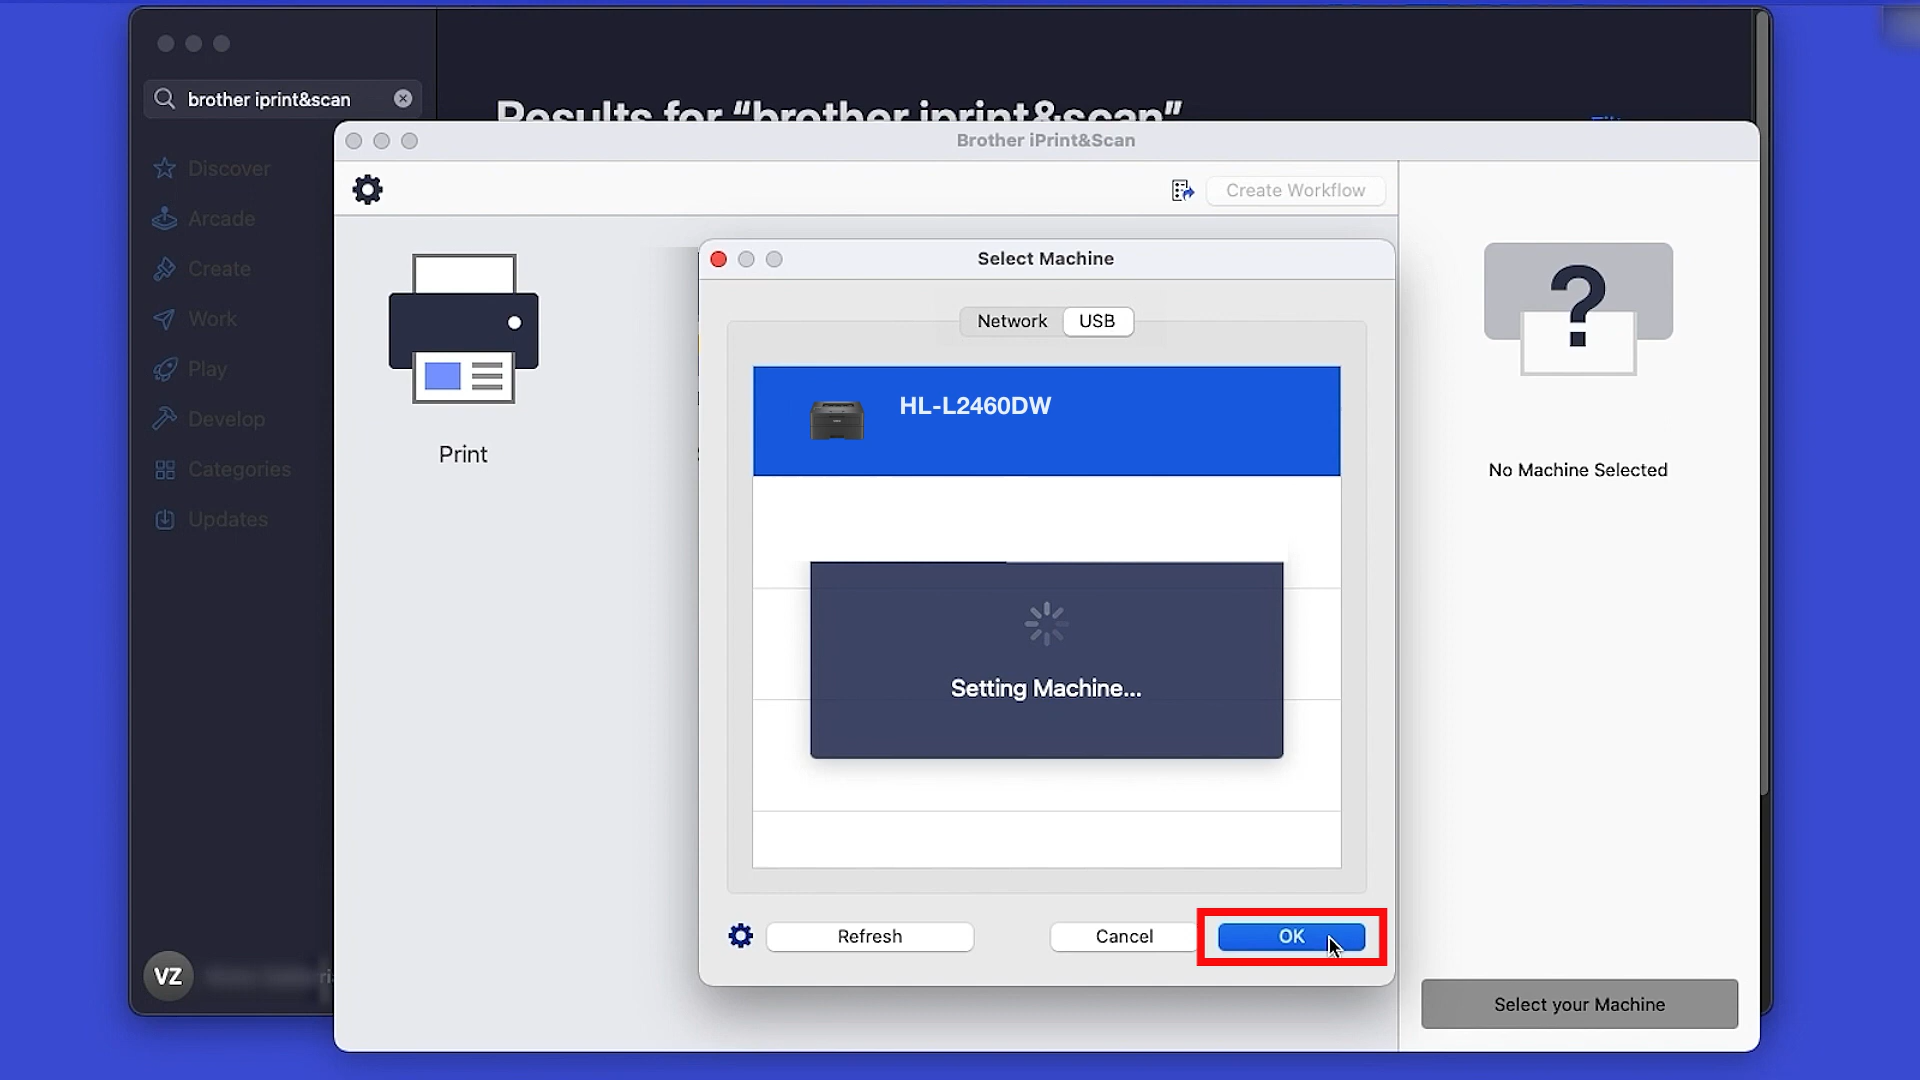 brother iprint&scan
Results for “brother iprint&scan”
Discover
Arcade
Create
Work
Play
Develop
Categories
Updates
VZ
Brother iPrint&Scan
Create Workflow
Print
Select Machine
Network
USB
HL-L2460DW
Setting Machine...
Refresh
Cancel
OK
?
No Machine Selected
Select your Machine